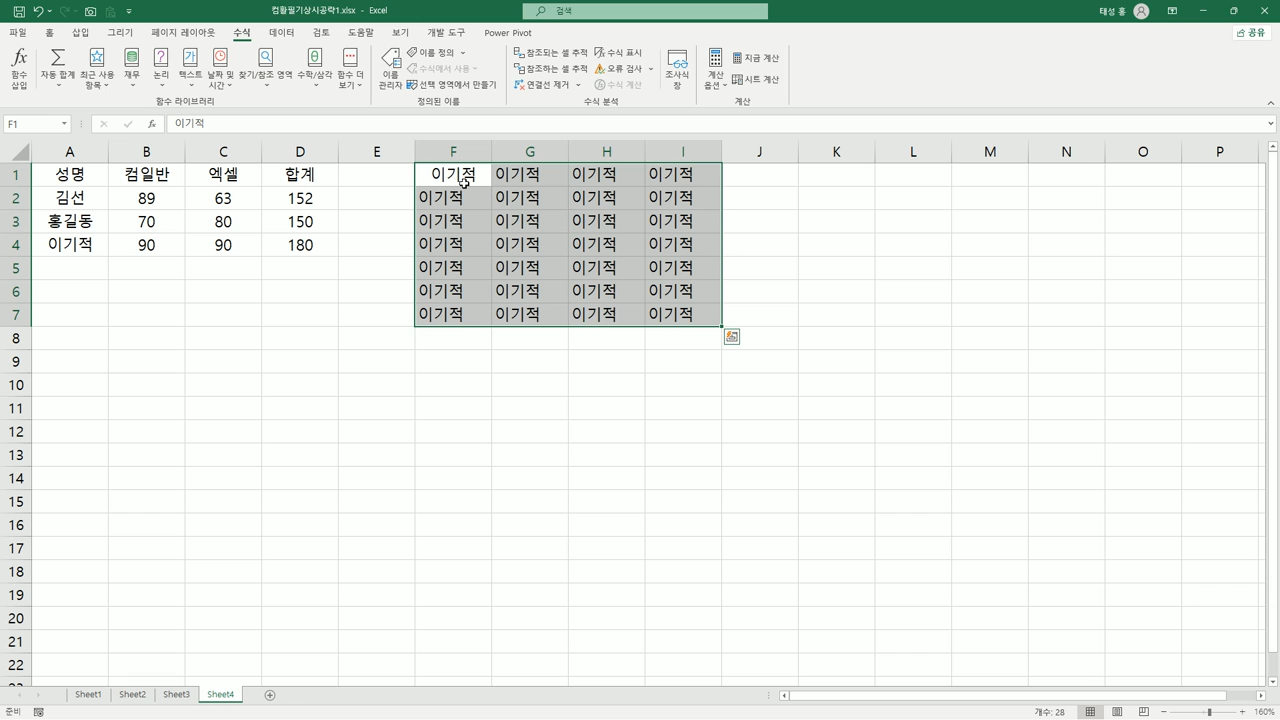 컴활필기상시공략1.xlsx - Excel
검색
태성 홍
파일 홈 삽입 그리기 페이지 레이아웃 수식 데이터 검토 도움말 보기 개발 도구 Power Pivot
공유
함수 삽입
자동 합계
최근 사용 항목
재무
논리
텍스트
날짜 및 시간
찾기/참조 영역
수학/삼각
함수 더 보기
함수 라이브러리
이름 관리자
이름 정의
수식에서 사용
선택 영역에서 만들기
정의된 이름
참조되는 셀 추적
참조하는 셀 추적
연결선 제거
수식 표시
오류 검사
수식 계산
수식 분석
조사식 창
계산 옵션
지금 계산
시트 계산
계산
F1
fx
이기적
A B C D E F G H I J K L M N O P
1 성명 컴일반 엑셀 합계 이기적 이기적 이기적 이기적
2 김선 89 63 152 이기적 이기적 이기적 이기적
3 홍길동 70 80 150 이기적 이기적 이기적 이기적
4 이기적 90 90 180 이기적 이기적 이기적 이기적
5 이기적 이기적 이기적 이기적
6 이기적 이기적 이기적 이기적
7 이기적 이기적 이기적 이기적
8
9
10
11
12
13
14
15
16
17
18
19
20
21
22
Sheet1 Sheet2 Sheet3 Sheet4
준비
개수: 28
160%